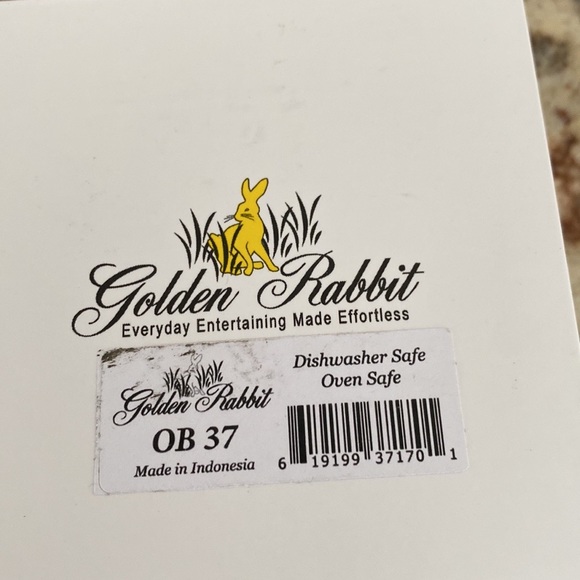 Golden Rabbit
Everyday Entertaining Made Effortless
Golden Rabbit
OB 37
Made in Indonesia
Dishwasher Safe
Oven Safe
6 19199 37170 1